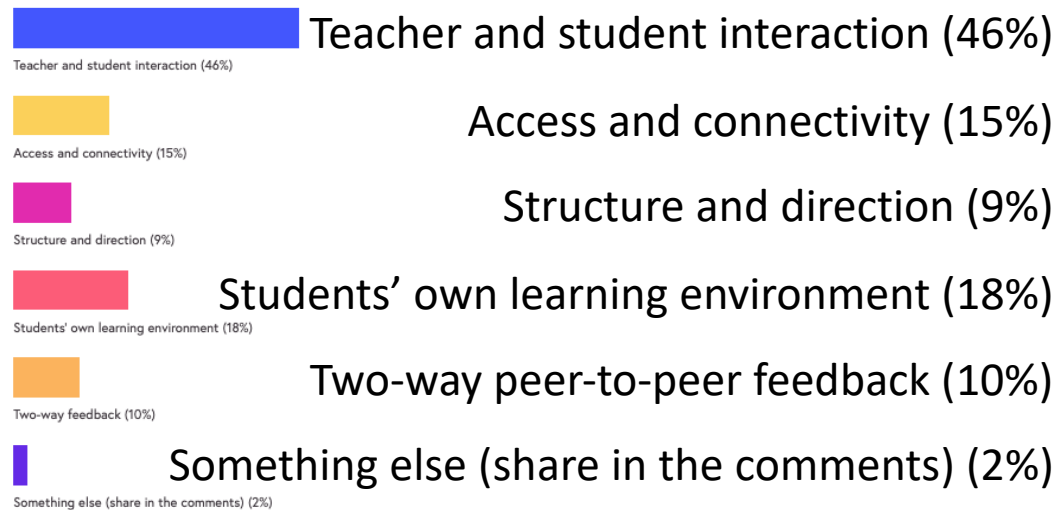 Teacher and student interaction (46%)
Teacher and student interaction (46%)
Access and connectivity (15%)
Access and connectivity (15%)
Structure and direction (9%)
Structure and direction (9%)
Students’ own learning environment (18%)
Students' own learning environment (18%)
Two-way peer-to-peer feedback (10%)
Two-way feedback (10%)
Something else (share in the comments) (2%)
Something else (share in the comments) (2%)